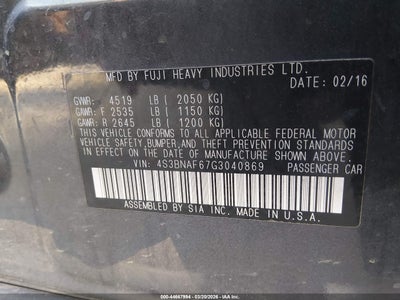 MFD BY FUJI HEAVY INDUSTRIES LTD.
DATE: 02/16
GVWR: 4519 LB ( 2050 KG)
GAWR: F 2535 LB ( 1150 KG)
GAWR: R 2645 LB ( 1200 KG)
THIS VEHICLE CONFORMS TO ALL APPLICABLE FEDERAL MOTOR
VEHICLE SAFETY, BUMPER, AND THEFT PREVENTION STANDARDS
IN EFFECT ON THE DATE OF MANUFACTURE SHOWN ABOVE.
VIN: 4S3BNAF67G3040869 PASSENGER CAR
ASSEMBLED BY SIA INC. MADE IN U.S.A.
ID: 44667984 - 03/20/2026 - IAA Inc.